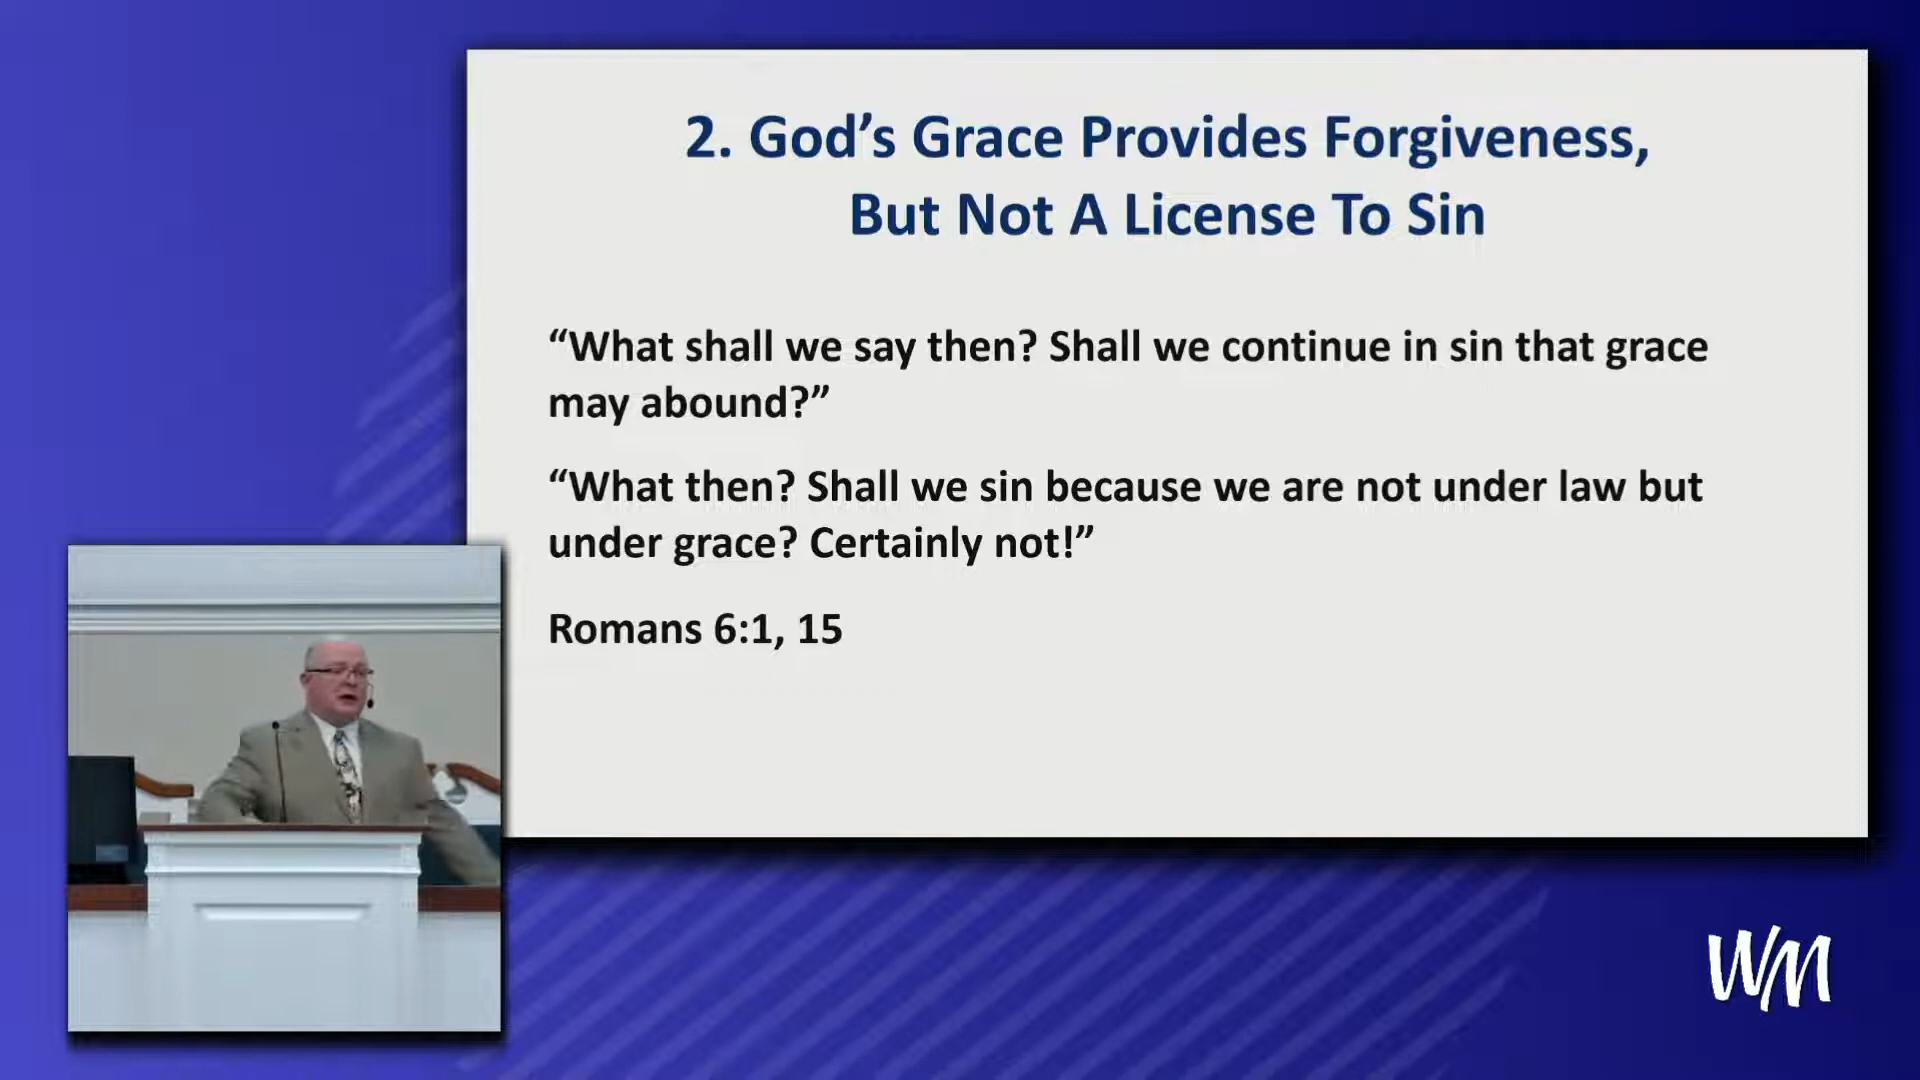 2. God’s Grace Provides Forgiveness,
But Not A License To Sin
“What shall we say then? Shall we continue in sin that grace
may abound?”
“What then? Shall we sin because we are not under law but
under grace? Certainly not!”
Romans 6:1, 15
WM